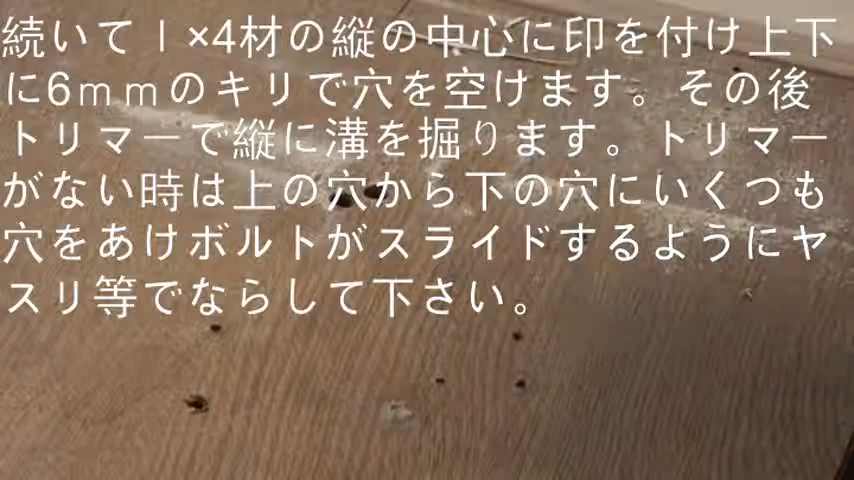 続いて１×4材の縦の中心に印を付け上下
に6ｍｍのキリで穴を空けます。その後
トリマーで縦に溝を掘ります。トリマー
がない時は上の穴から下の穴にいくつも
穴をあけボルトがスライドするようにヤ
スリ等でならして下さい。